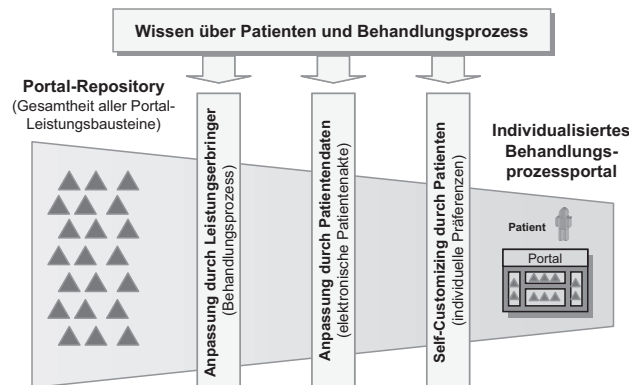 Wissen über Patienten und Behandlungsprozess
Portal-Repository
(Gesamtheit aller Portal-
Leistungsbausteine)
Anpassung durch Leistungserbringer
(Behandlungsprozess)
Anpassung durch Patientendaten
(elektronische Patientenakte)
Self-Customizing durch Patienten
(individuelle Präferenzen)
Individualisiertes
Behandlungs-
prozessportal
Patient
Portal